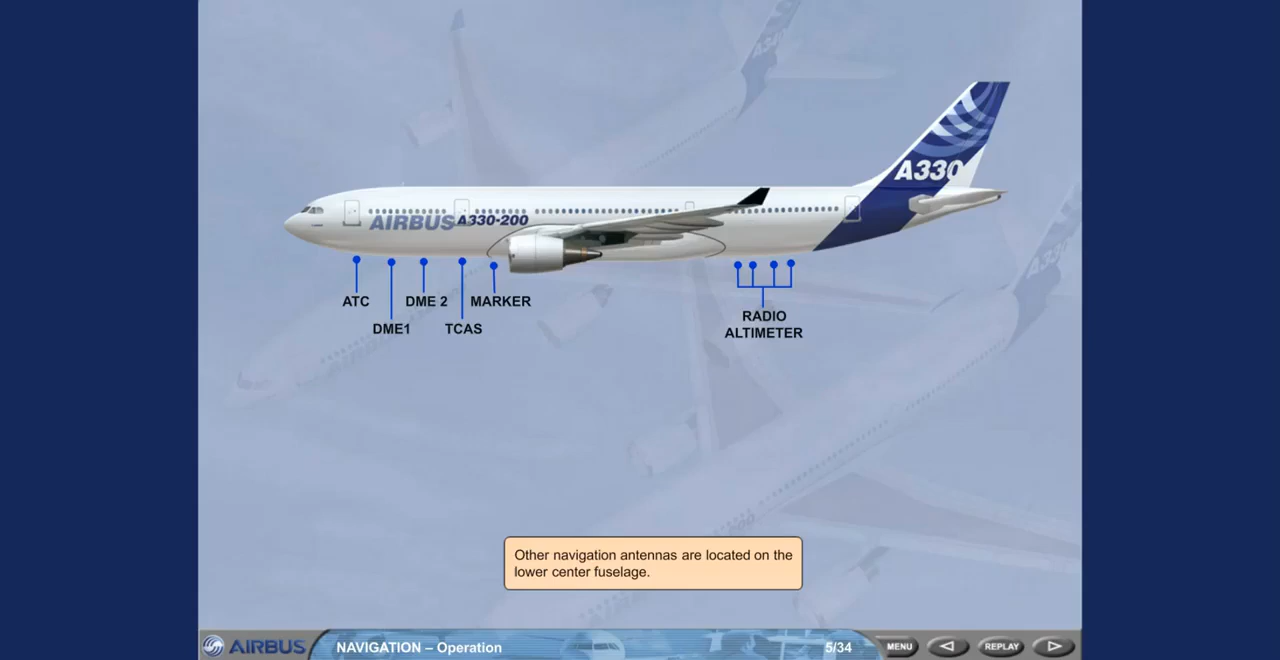 A330
AIRBUS A330-200
ATC
DME 2
MARKER
DME1
TCAS
RADIO
ALTIMETER
Other navigation antennas are located on the
lower center fuselage.
AIRBUS
NAVIGATION – Operation
5/34
MENU
REPLAY